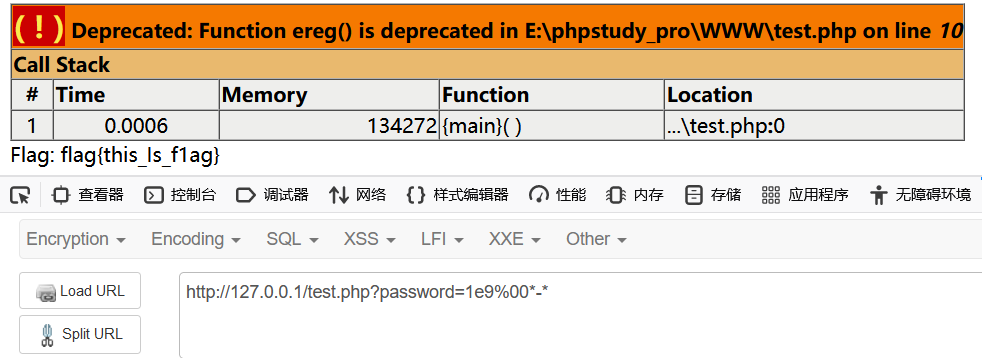 ( ! ) Deprecated: Function ereg() is deprecated in E:\phpstudy_pro\WWW\test.php on line 10
Call Stack
# Time Memory Function Location
1 0.0006 134272 {main}( ) ...\test.php:0
Flag: flag{this_Is_f1ag}
查看器 控制台 调试器 网络 样式编辑器 性能 内存 存储 应用程序 无障碍环境
Encryption Encoding SQL XSS LFI XXE Other
Load URL http://127.0.0.1/test.php?password=1e9%00*-*
Split URL